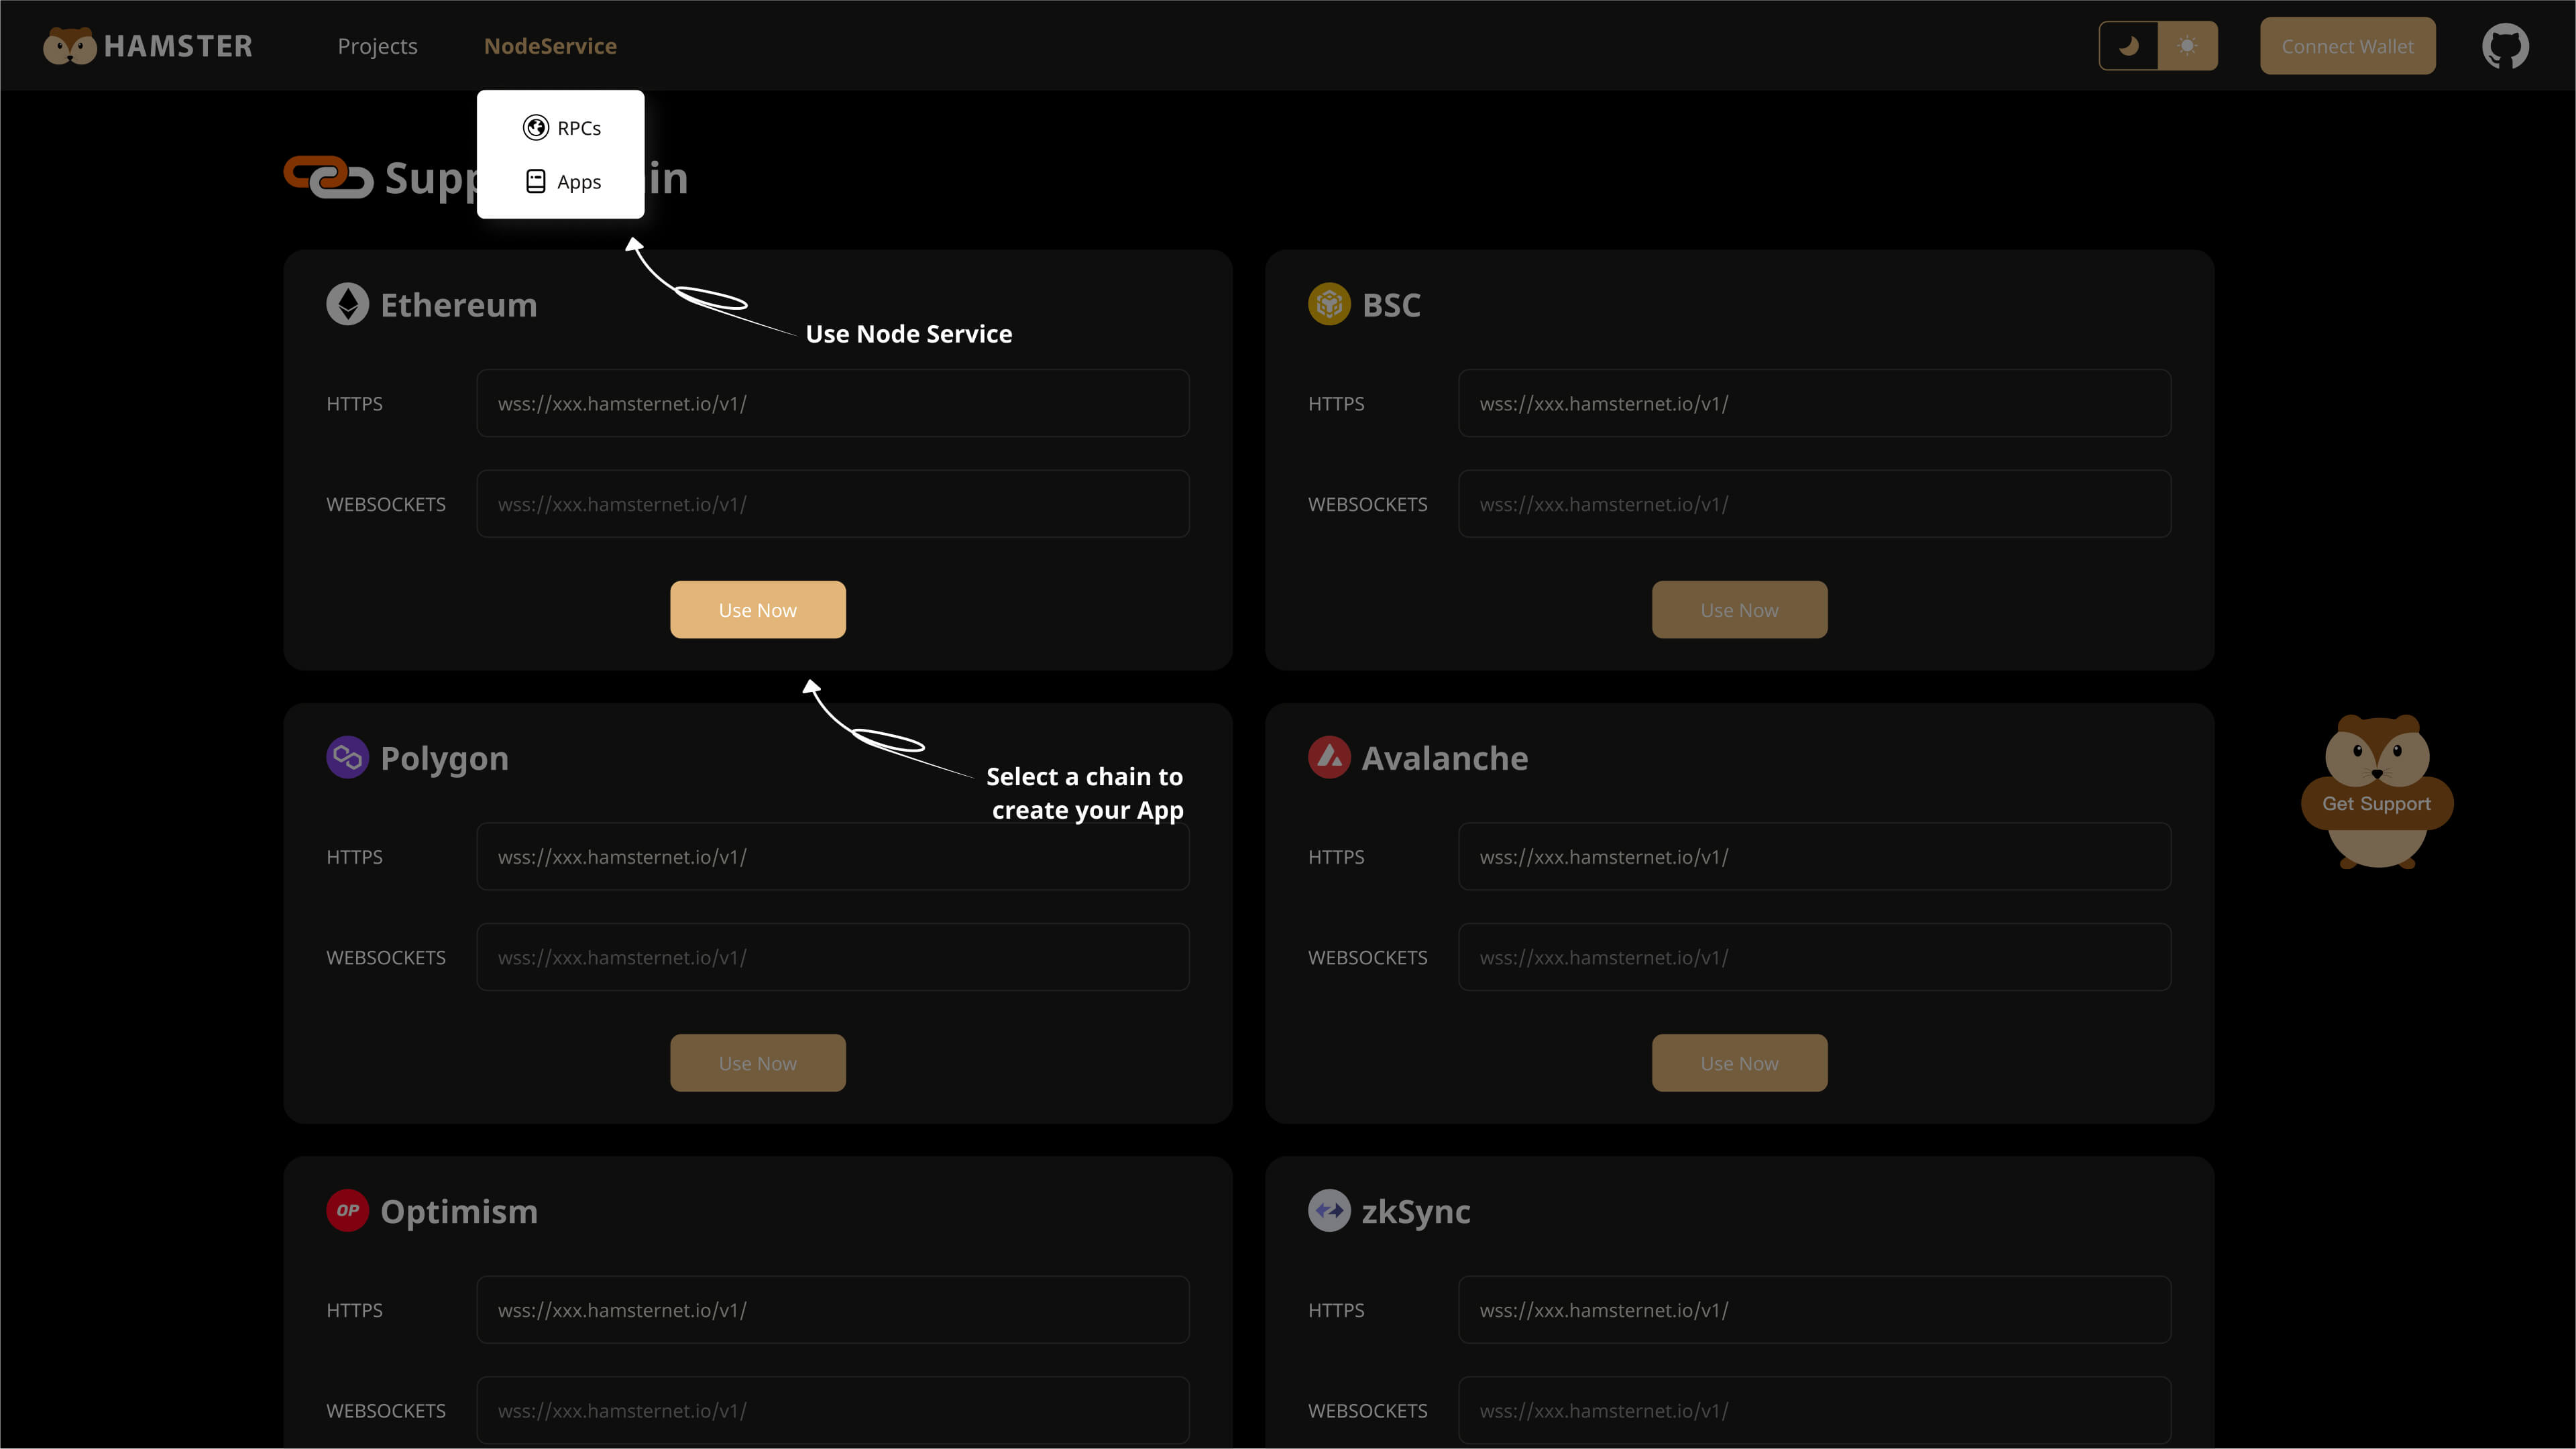 HAMSTER
Projects
NodeService
Connect Wallet
RPCs
Apps
Supp in
Use Node Service
Ethereum
HTTPS
wss://xxx.hamsternet.io/v1/
WEBSOCKETS
wss://xxx.hamsternet.io/v1/
Use Now
BSC
HTTPS
wss://xxx.hamsternet.io/v1/
WEBSOCKETS
wss://xxx.hamsternet.io/v1/
Use Now
Select a chain to
create your App
Polygon
HTTPS
wss://xxx.hamsternet.io/v1/
WEBSOCKETS
wss://xxx.hamsternet.io/v1/
Use Now
Avalanche
HTTPS
wss://xxx.hamsternet.io/v1/
WEBSOCKETS
wss://xxx.hamsternet.io/v1/
Use Now
Get Support
OP
Optimism
HTTPS
wss://xxx.hamsternet.io/v1/
WEBSOCKETS
wss://xxx.hamsternet.io/v1/
zkSync
HTTPS
wss://xxx.hamsternet.io/v1/
WEBSOCKETS
wss://xxx.hamsternet.io/v1/